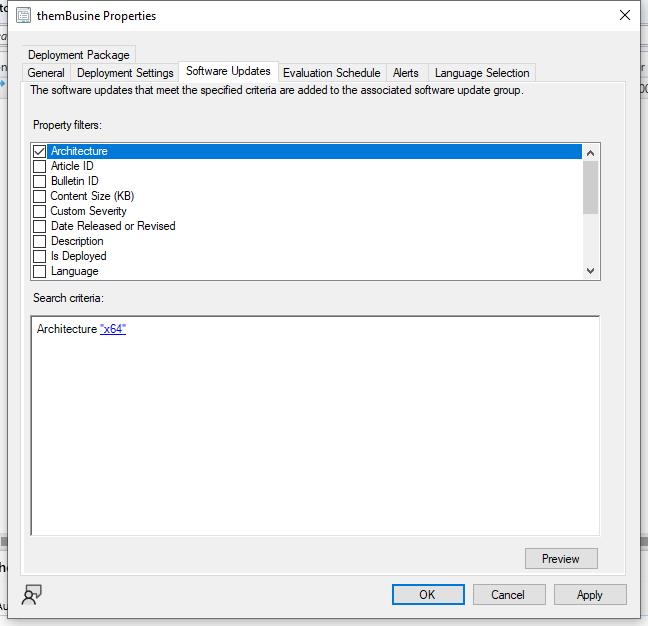 themBusine Properties
Deployment Package
General Deployment Settings Software Updates Evaluation Schedule Alerts Language Selection
The software updates that meet the specified criteria are added to the associated software update group.
Property filters:
Architecture
Article ID
Bulletin ID
Content Size (KB)
Custom Severity
Date Released or Revised
Description
Is Deployed
Language
Search criteria:
Architecture "x64"
Preview
OK Cancel Apply